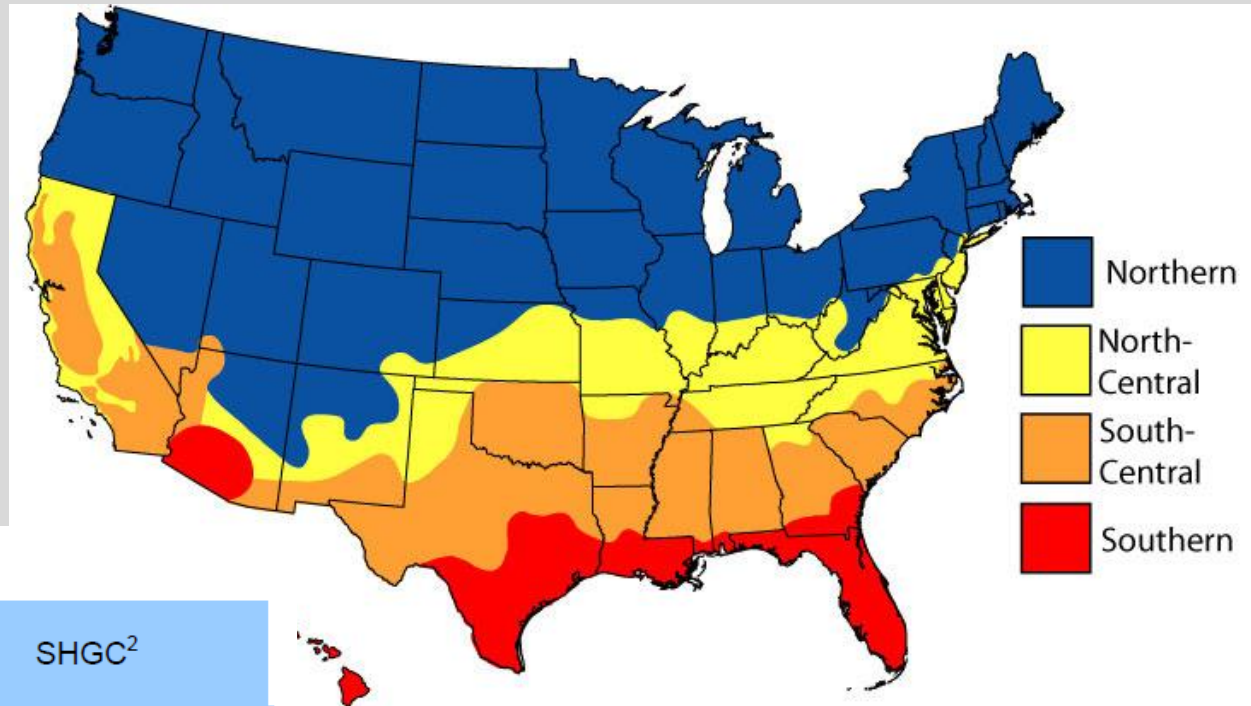 Northern
North-
Central
South-
Central
Southern
SHGC²